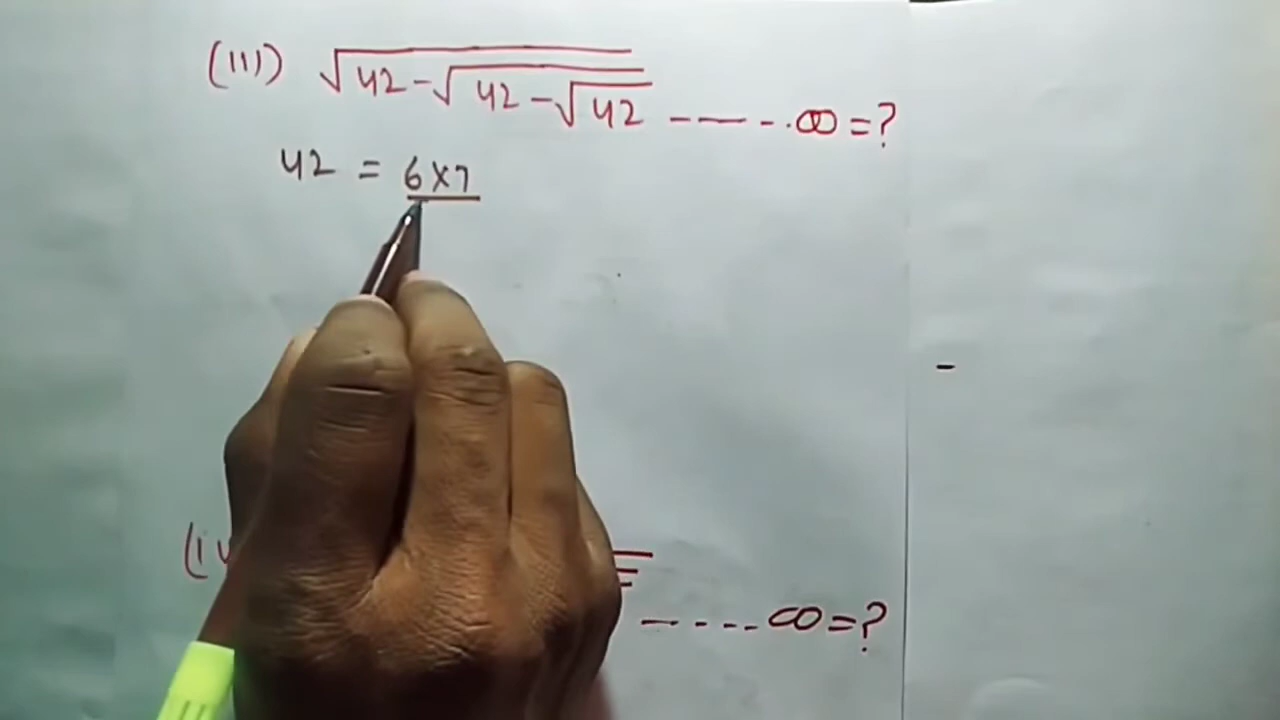 (III) √42 - √42 - √42 ------∞ = ?
42 = 6 × 7
-----∞ = ?